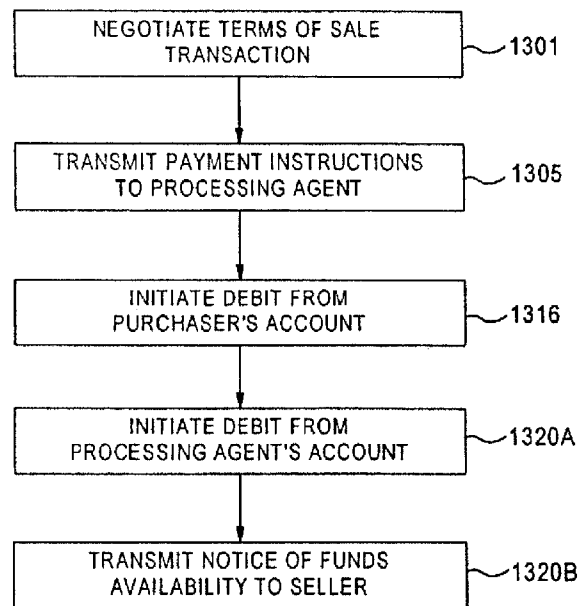 NEGOTIATE TERMS OF SALE
TRANSACTION
1301
TRANSMIT PAYMENT INSTRUCTIONS
TO PROCESSING AGENT
1305
INITIATE DEBIT FROM
PURCHASER'S ACCOUNT
1316
INITIATE DEBIT FROM
PROCESSING AGENT'S ACCOUNT
1320A
TRANSMIT NOTICE OF FUNDS
AVAILABILITY TO SELLER
1320B